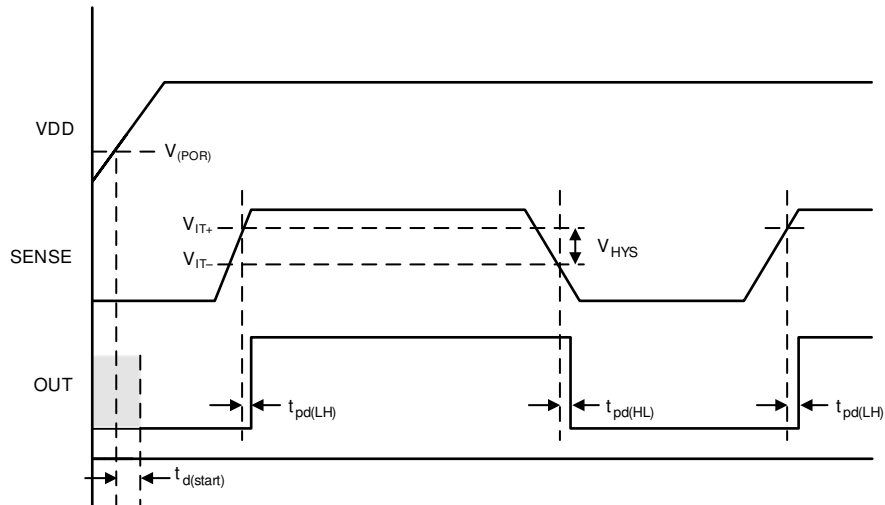 VDD
V(POR)
VIT+
SENSE
VIT–
VHYS
OUT
tpd(LH)
tpd(HL)
tpd(LH)
td(start)